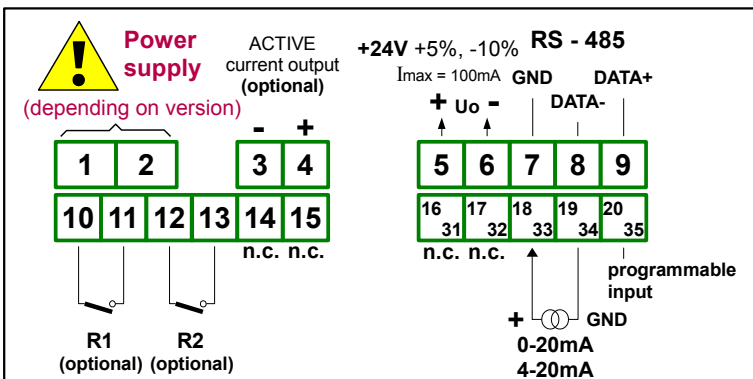 Power
supply
(depending on version)
ACTIVE
current output
(optional)
- +
+24V +5%, -10%
Imax = 100mA
+ Uo -
RS - 485
GND DATA+
DATA-
1 2 3 4 5 6 7 8 9
10 11 12 13 14 15 16 31 17 32 18 33 19 34 20 35
n.c. n.c. n.c. n.c.
programmable
input
R1
(optional)
R2
(optional)
+ GND
0-20mA
4-20mA